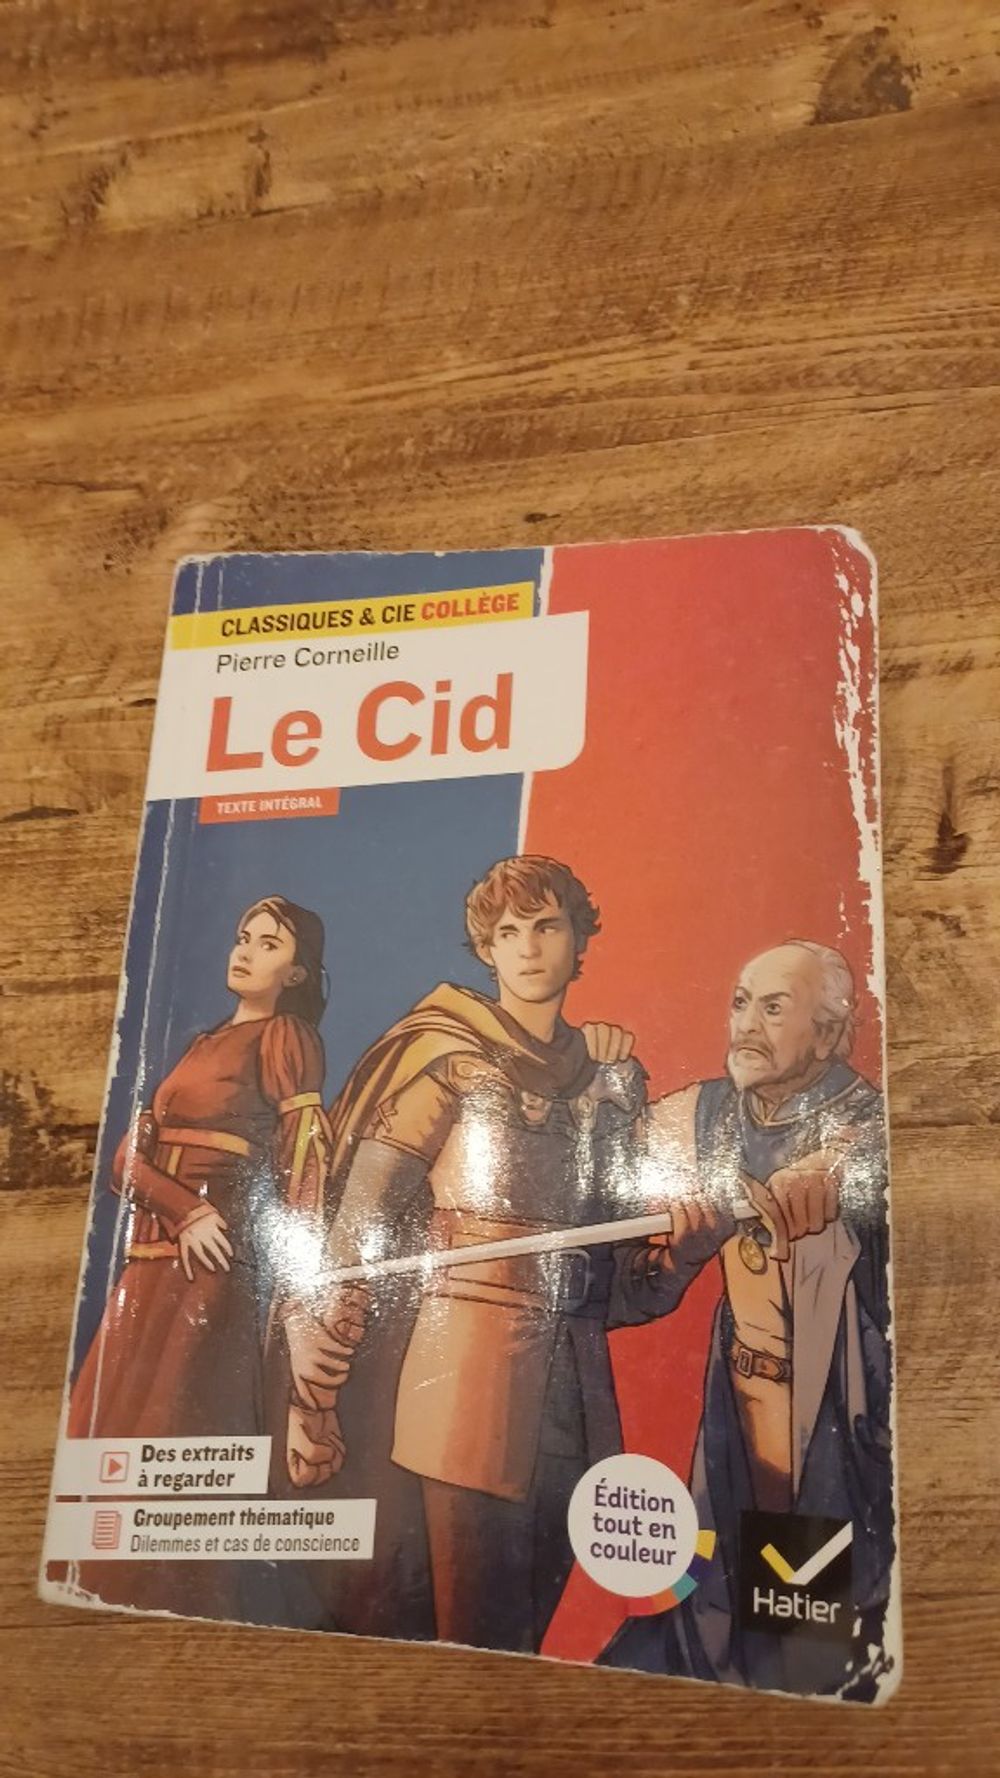 CLASSIQUES & CIE COLLÈGE
Pierre Corneille
Le Cid
TEXTE INTÉGRAL
Des extraits
à regarder
Groupement thématique
Dilemmes et cas de conscience
Édition
tout en
couleur
Hatier